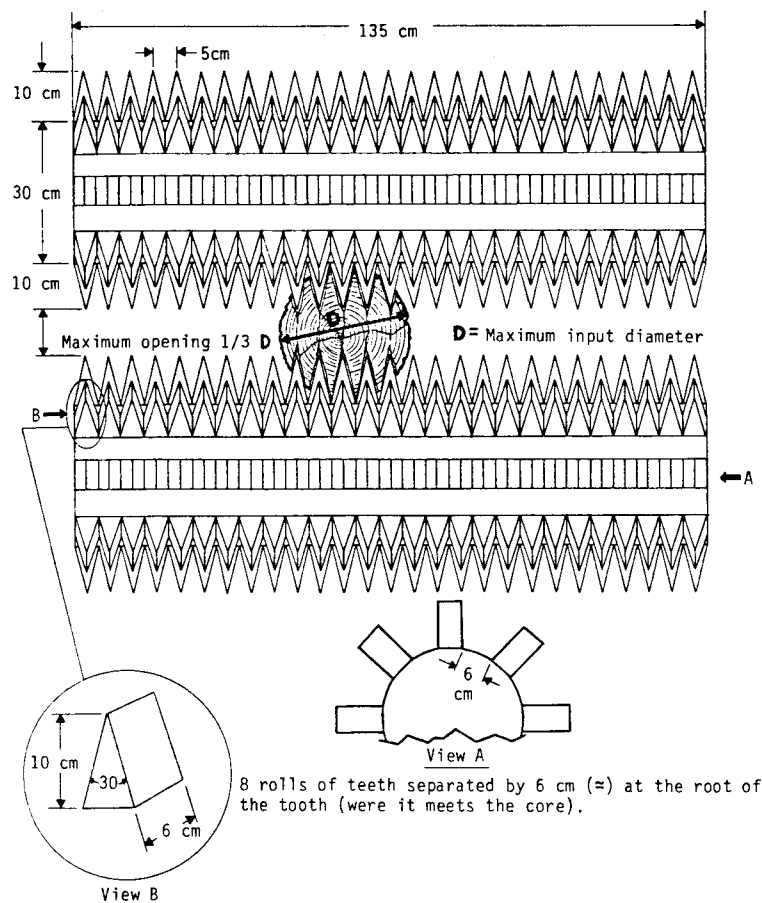 135 cm
5cm
10 cm
30 cm
10 cm
Maximum opening 1/3 D
D
D= Maximum input diameter
B
A
6
cm
View A
10 cm
30
6 cm
8 rolls of teeth separated by 6 cm (≈) at the root of
the tooth (were it meets the core).
View B